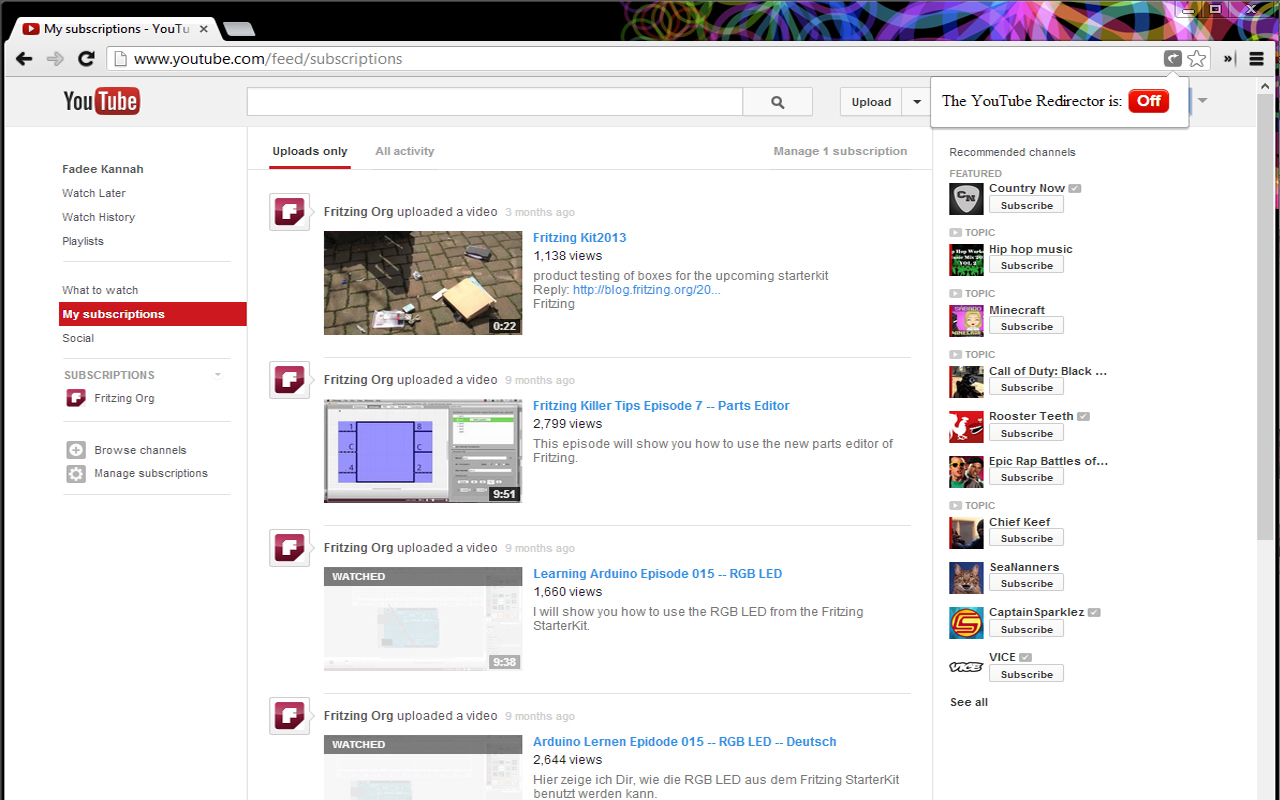 My subscriptions - YouTu
www.youtube.com/feed/subscriptions
YouTube
Upload
The YouTube Redirector is: Off
Fadee Kannah
Watch Later
Watch History
Playlists
What to watch
My subscriptions
Social
SUBSCRIPTIONS
Fritzing Org
Browse channels
Manage subscriptions
Uploads only
All activity
Manage 1 subscription
Fritzing Org uploaded a video 3 months ago
Fritzing Kit2013
1,138 views
product testing of boxes for the upcoming starterkit
Reply: http://blog.fritzing.org/20...
Fritzing
0:22
Fritzing Org uploaded a video 9 months ago
Fritzing Killer Tips Episode 7 -- Parts Editor
2,799 views
This episode will show you how to use the new parts editor of
Fritzing.
9:51
Fritzing Org uploaded a video 9 months ago
WATCHED
Learning Arduino Episode 015 -- RGB LED
1,660 views
I will show you how to use the RGB LED from the Fritzing
StarterKit.
9:38
Fritzing Org uploaded a video 9 months ago
WATCHED
Arduino Lernen Epidode 015 -- RGB LED -- Deutsch
2,644 views
Hier zeige ich Dir, wie die RGB LED aus dem Fritzing StarterKit
benutzt werden kann.
Recommended channels
FEATURED
Country Now
Subscribe
TOPIC
Hip hop music
Subscribe
TOPIC
Minecraft
Subscribe
TOPIC
Call of Duty: Black ...
Subscribe
Rooster Teeth
Subscribe
Epic Rap Battles of...
Subscribe
TOPIC
Chief Keef
Subscribe
SeaNanners
Subscribe
CaptainSparklez
Subscribe
VICE
Subscribe
See all